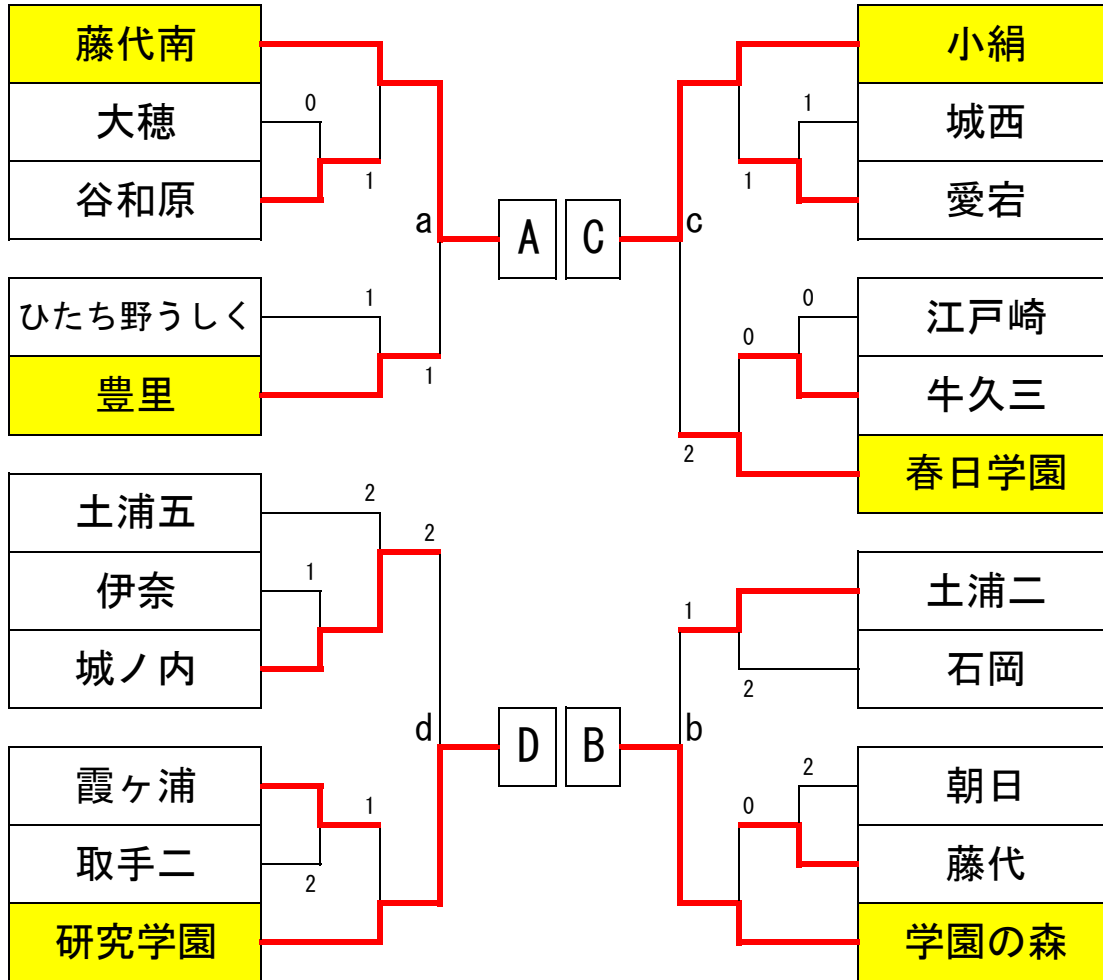 藤代南
大穂
谷和原
ひたち野うしく
豊里
土浦五
伊奈
城ノ内
霞ヶ浦
取手二
研究学園
0
1
a
1
1
2
2
1
d
1
2
A C
D B
c
1
1
0
0
2
1
b
2
2
0
小絹
城西
愛宕
江戸崎
牛久三
春日学園
土浦二
石岡
朝日
藤代
学園の森